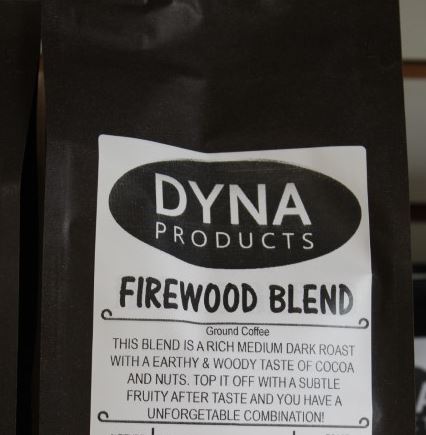 DYNA
PRODUCTS
FIREWOOD BLEND
Ground Coffee
THIS BLEND IS A RICH MEDIUM DARK ROAST
WITH A EARTHY & WOODY TASTE OF COCOA
AND NUTS. TOP IT OFF WITH A SUBTLE
FRUITY AFTER TASTE AND YOU HAVE A
UNFORGETABLE COMBINATION!